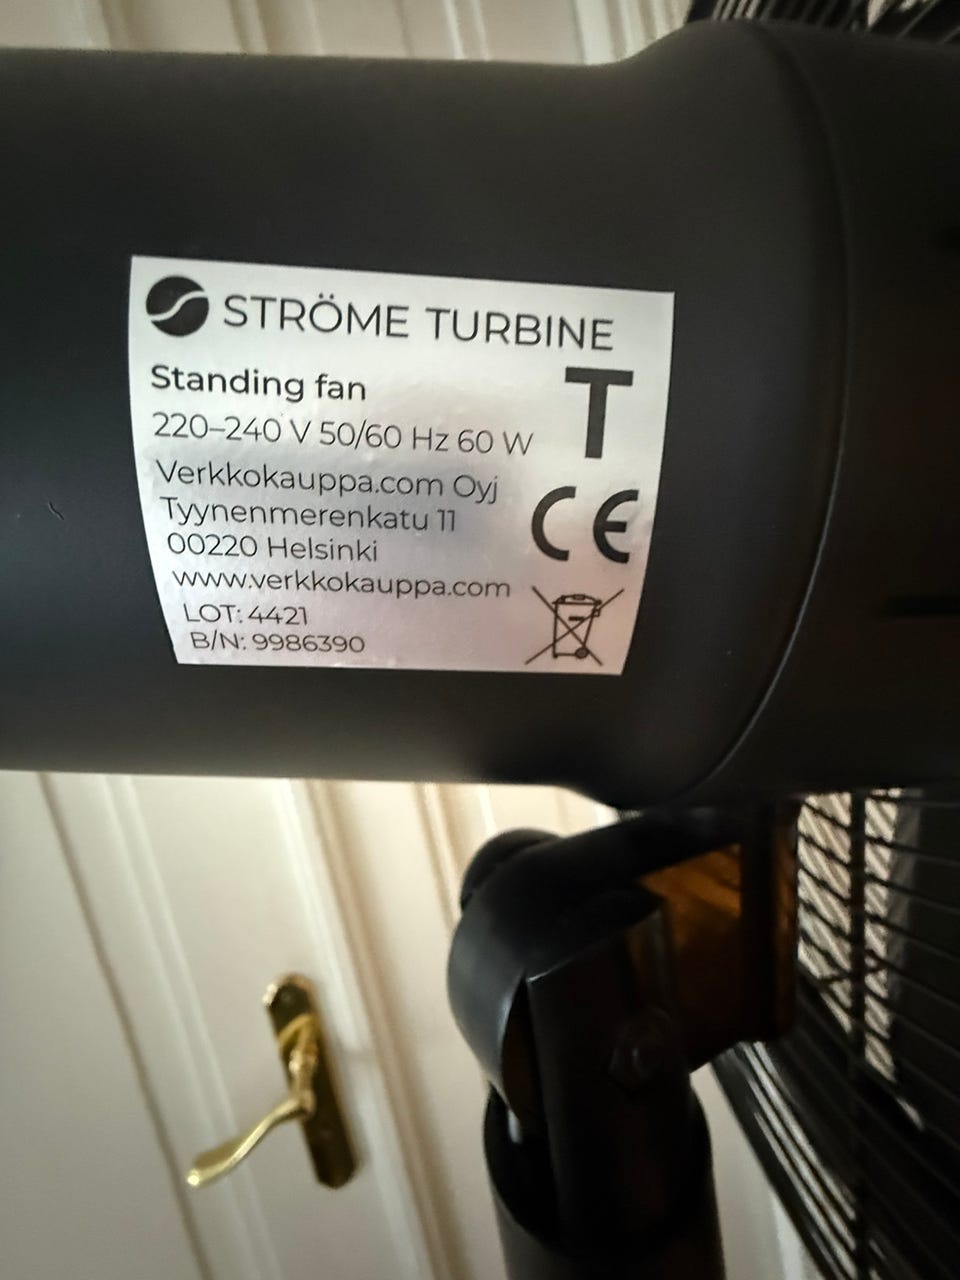 STRÖME TURBINE
Standing fan
T
220–240 V 50/60 Hz 60 W
Verkkokauppa.com Oyj
Tyynenmerenkatu 11
00220 Helsinki
CE
www.verkkokauppa.com
LOT: 4421
B/N: 9986390